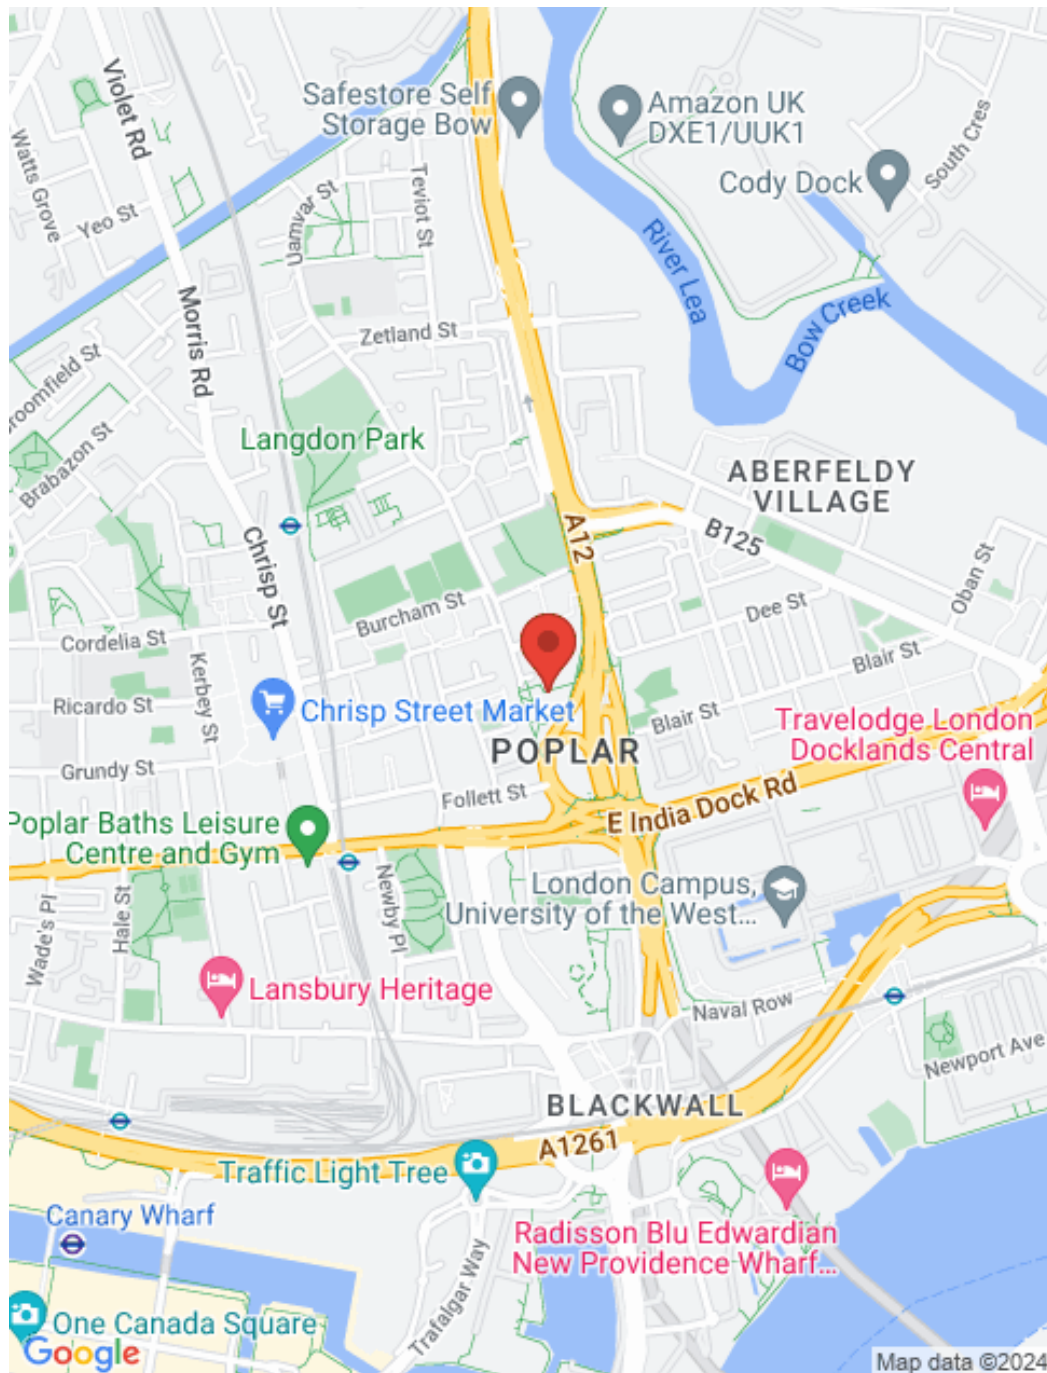 Safestore Self
Storage Bow
Amazon UK
DXE1/UUK1
Cody Dock
South Cres
Violet Rd
Watts Grove
Yeo St
Uamvar St
Teviot St
River Lea
Bow Creek
Morris Rd
Zetland St
roomfield St
Brabazon St
Langdon Park
ABERFELDY
VILLAGE
A12
B125
Chrisp St
Burcham St
Dee St
Oban St
Cordelia St
Kerbey St
Blair St
Ricardo St
Chrisp Street Market
Blair St
Travelodge London
Docklands Central
POPLAR
Grundy St
Follett St
E India Dock Rd
Poplar Baths Leisure
Centre and Gym
London Campus,
University of the West...
Newby Pl
Hale St
Wade's Pl
Lansbury Heritage
Naval Row
Newport Ave
BLACKWALL
A1261
Traffic Light Tree
Canary Wharf
Radisson Blu Edwardian
New Providence Wharf...
Trafalgar Way
One Canada Square
Google
Map data ©2024